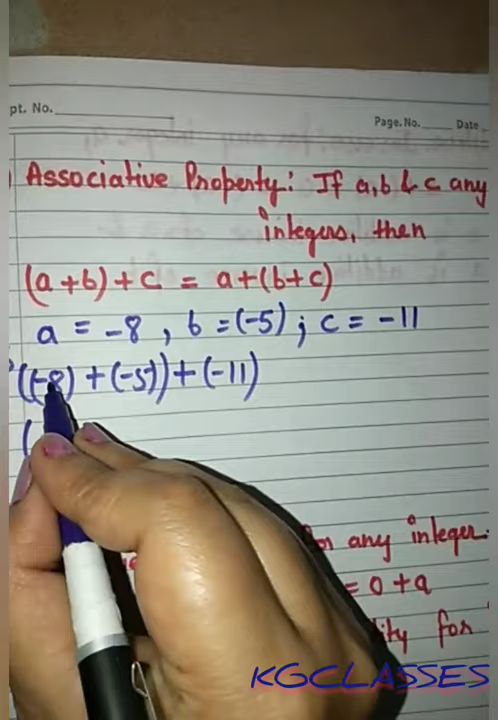 pt. No.
Page. No. Date
Associative Property: If a,b & c any
integers, then
(a+b)+c = a+(b+c)
a = -8 , b = (-5) ; c = -11
((-8) + (-5)) + (-11)
(
any integer
= 0 + a
for
KGCLASSES